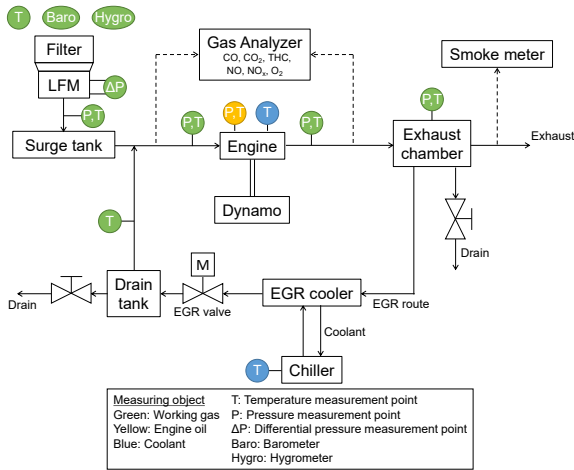 T
Baro
Hygro
Filter
LFM
ΔP
P,T
Surge tank
Gas Analyzer
CO, CO₂, THC,
NO, NOₓ, O₂
Smoke meter
P,T
P,T
T
P,T
P,T
Engine
Exhaust
chamber
Exhaust
Dynamo
T
Drain
M
Drain
Drain
tank
EGR valve
EGR cooler
EGR route
Coolant
T
Chiller
Measuring object
Green: Working gas
Yellow: Engine oil
Blue: Coolant
T: Temperature measurement point
P: Pressure measurement point
ΔP: Differential pressure measurement point
Baro: Barometer
Hygro: Hygrometer